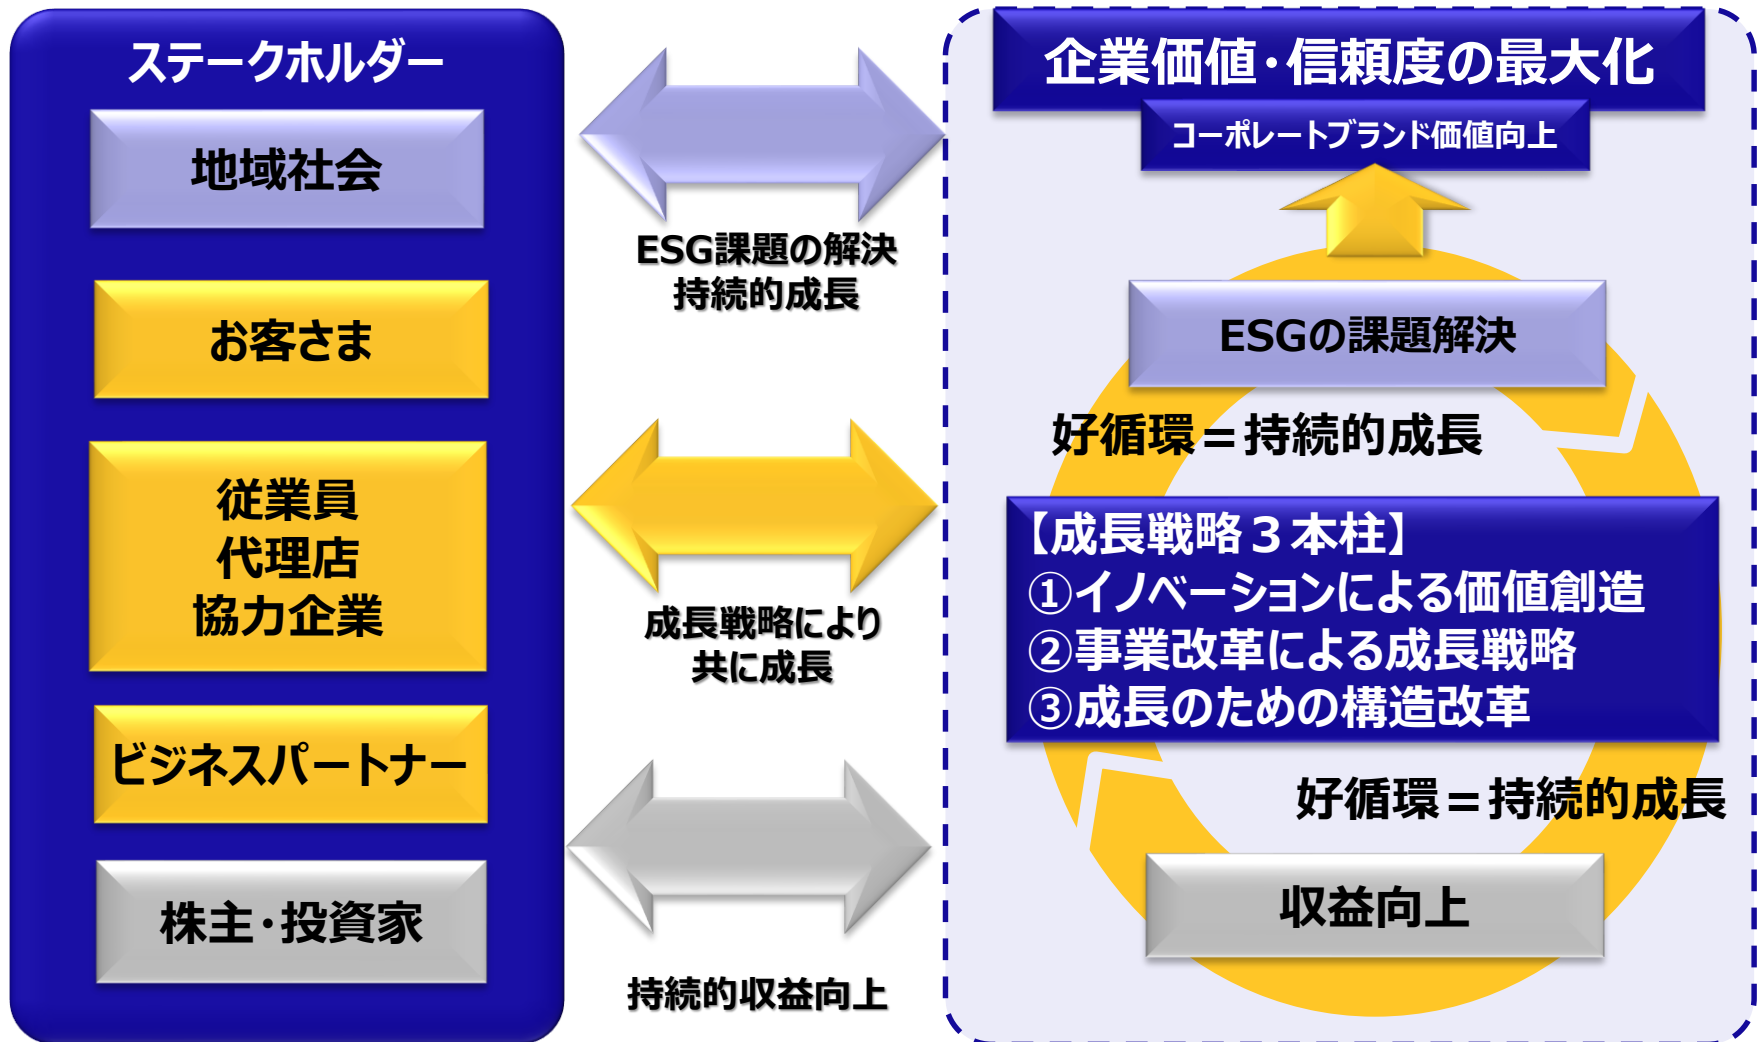 ステークホルダー
地域社会
お客さま
従業員
代理店
協力企業
ビジネスパートナー
株主・投資家
ESG課題の解決
持続的成長
成長戦略により
共に成長
持続的収益向上
企業価値・信頼度の最大化
コーポレートブランド価値向上
ESGの課題解決
好循環＝持続的成長
【成長戦略３本柱】
①イノベーションによる価値創造
②事業改革による成長戦略
③成長のための構造改革
好循環＝持続的成長
収益向上